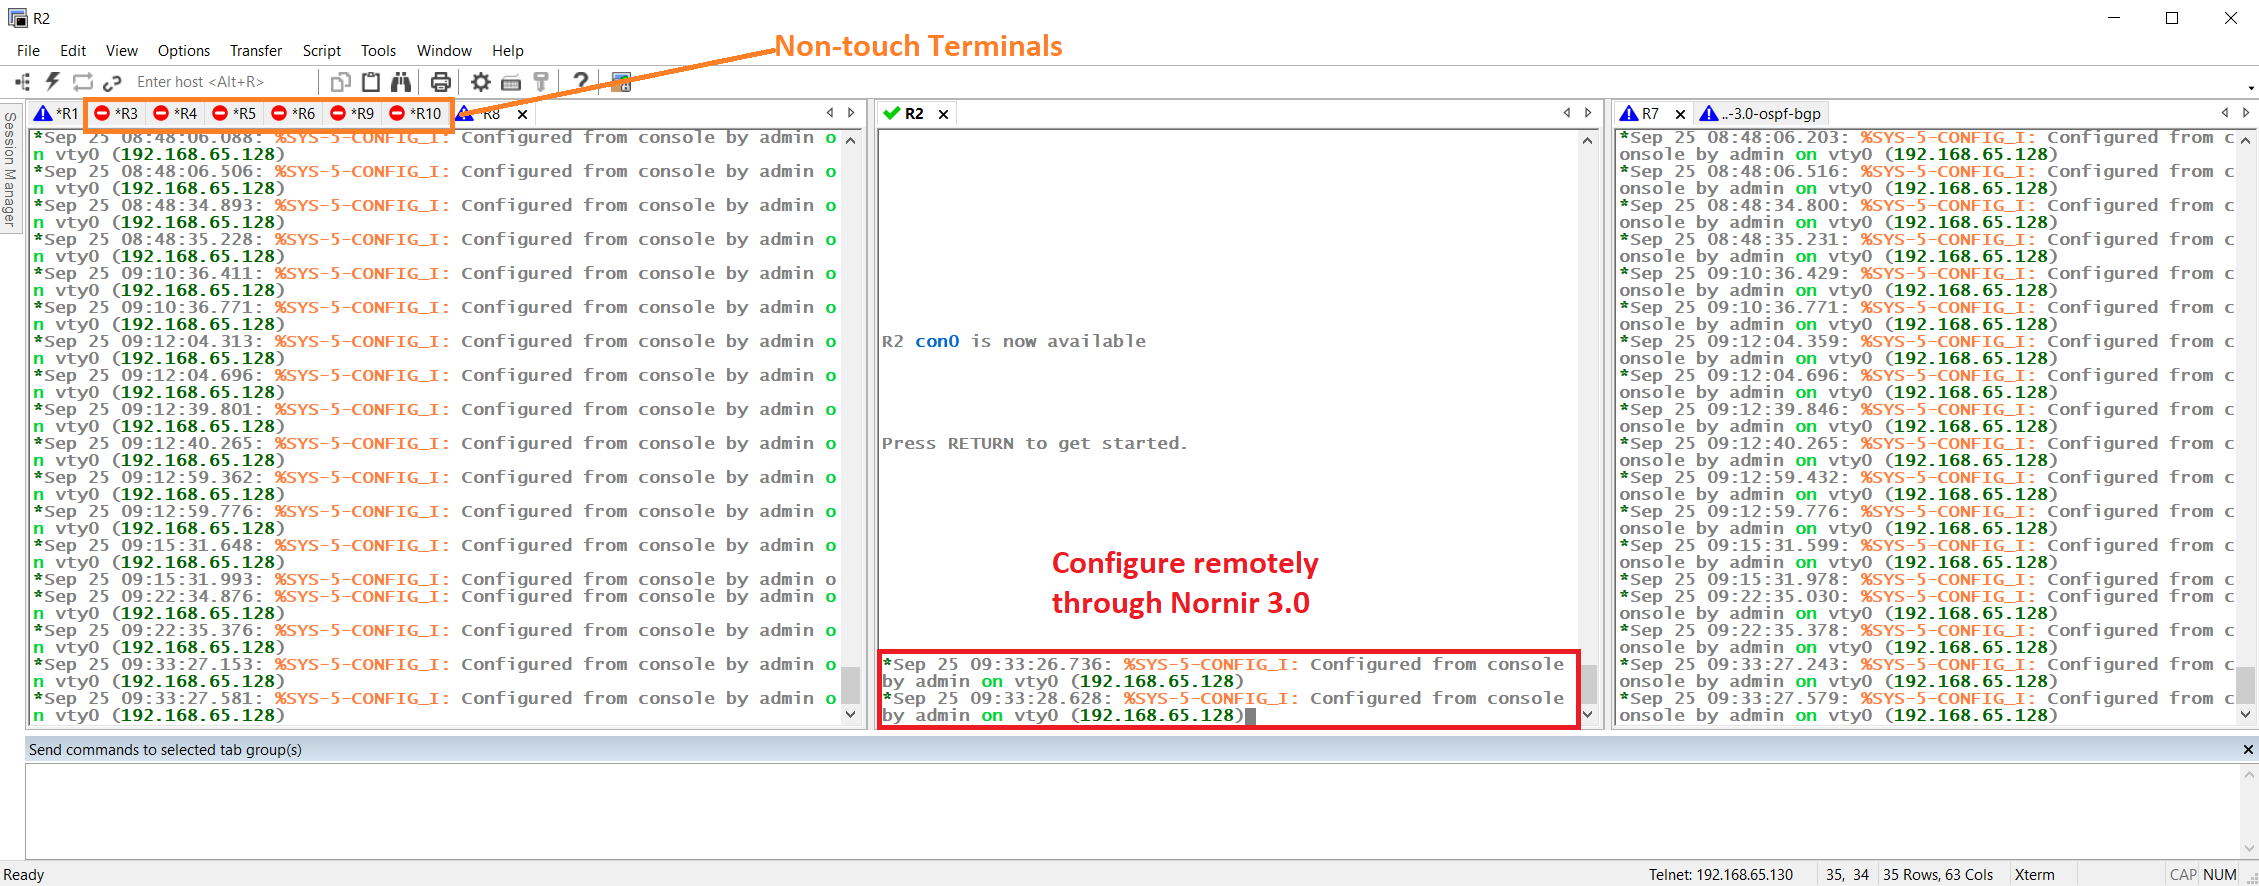 R2
File Edit View Options Transfer Script Tools Window Help
Non-touch Terminals
Enter host <Alt+R>
Session Manager
*R1 *R3 *R4 *R5 *R6 *R9 *R10 R8
*Sep 25 08:48:06.088: %SYS-5-CONFIG_I: Configured from console by admin o
n vty0 (192.168.65.128)
*Sep 25 08:48:06.506: %SYS-5-CONFIG_I: Configured from console by admin o
n vty0 (192.168.65.128)
*Sep 25 08:48:34.893: %SYS-5-CONFIG_I: Configured from console by admin o
n vty0 (192.168.65.128)
*Sep 25 08:48:35.228: %SYS-5-CONFIG_I: Configured from console by admin o
n vty0 (192.168.65.128)
*Sep 25 09:10:36.411: %SYS-5-CONFIG_I: Configured from console by admin o
n vty0 (192.168.65.128)
*Sep 25 09:10:36.771: %SYS-5-CONFIG_I: Configured from console by admin o
n vty0 (192.168.65.128)
*Sep 25 09:12:04.313: %SYS-5-CONFIG_I: Configured from console by admin o
n vty0 (192.168.65.128)
*Sep 25 09:12:04.696: %SYS-5-CONFIG_I: Configured from console by admin o
n vty0 (192.168.65.128)
*Sep 25 09:12:39.801: %SYS-5-CONFIG_I: Configured from console by admin o
n vty0 (192.168.65.128)
*Sep 25 09:12:40.265: %SYS-5-CONFIG_I: Configured from console by admin o
n vty0 (192.168.65.128)
*Sep 25 09:12:59.362: %SYS-5-CONFIG_I: Configured from console by admin o
n vty0 (192.168.65.128)
*Sep 25 09:12:59.776: %SYS-5-CONFIG_I: Configured from console by admin o
n vty0 (192.168.65.128)
*Sep 25 09:15:31.648: %SYS-5-CONFIG_I: Configured from console by admin o
n vty0 (192.168.65.128)
*Sep 25 09:15:31.993: %SYS-5-CONFIG_I: Configured from console by admin o
*Sep 25 09:22:34.876: %SYS-5-CONFIG_I: Configured from console by admin o
n vty0 (192.168.65.128)
*Sep 25 09:22:35.376: %SYS-5-CONFIG_I: Configured from console by admin o
n vty0 (192.168.65.128)
*Sep 25 09:33:27.153: %SYS-5-CONFIG_I: Configured from console by admin o
n vty0 (192.168.65.128)
*Sep 25 09:33:27.581: %SYS-5-CONFIG_I: Configured from console by admin o
n vty0 (192.168.65.128)
R2
R2 con0 is now available
Press RETURN to get started.
Configure remotely
through Nornir 3.0
*Sep 25 09:33:26.736: %SYS-5-CONFIG_I: Configured from console
by admin on vty0 (192.168.65.128)
*Sep 25 09:33:28.628: %SYS-5-CONFIG_I: Configured from console
by admin on vty0 (192.168.65.128)
R7 ..-3.0-ospf-bgp
*Sep 25 08:48:06.203: %SYS-5-CONFIG_I: Configured from c
onsole by admin on vty0 (192.168.65.128)
*Sep 25 08:48:06.516: %SYS-5-CONFIG_I: Configured from c
onsole by admin on vty0 (192.168.65.128)
*Sep 25 08:48:34.800: %SYS-5-CONFIG_I: Configured from c
onsole by admin on vty0 (192.168.65.128)
*Sep 25 08:48:35.231: %SYS-5-CONFIG_I: Configured from c
onsole by admin on vty0 (192.168.65.128)
*Sep 25 09:10:36.429: %SYS-5-CONFIG_I: Configured from c
onsole by admin on vty0 (192.168.65.128)
*Sep 25 09:10:36.771: %SYS-5-CONFIG_I: Configured from c
onsole by admin on vty0 (192.168.65.128)
*Sep 25 09:12:04.359: %SYS-5-CONFIG_I: Configured from c
onsole by admin on vty0 (192.168.65.128)
*Sep 25 09:12:04.696: %SYS-5-CONFIG_I: Configured from c
onsole by admin on vty0 (192.168.65.128)
*Sep 25 09:12:39.846: %SYS-5-CONFIG_I: Configured from c
onsole by admin on vty0 (192.168.65.128)
*Sep 25 09:12:40.265: %SYS-5-CONFIG_I: Configured from c
onsole by admin on vty0 (192.168.65.128)
*Sep 25 09:12:59.432: %SYS-5-CONFIG_I: Configured from c
onsole by admin on vty0 (192.168.65.128)
*Sep 25 09:12:59.776: %SYS-5-CONFIG_I: Configured from c
onsole by admin on vty0 (192.168.65.128)
*Sep 25 09:15:31.599: %SYS-5-CONFIG_I: Configured from c
onsole by admin on vty0 (192.168.65.128)
*Sep 25 09:15:31.978: %SYS-5-CONFIG_I: Configured from c
*Sep 25 09:22:35.030: %SYS-5-CONFIG_I: Configured from c
onsole by admin on vty0 (192.168.65.128)
*Sep 25 09:22:35.378: %SYS-5-CONFIG_I: Configured from c
onsole by admin on vty0 (192.168.65.128)
*Sep 25 09:33:27.243: %SYS-5-CONFIG_I: Configured from c
onsole by admin on vty0 (192.168.65.128)
*Sep 25 09:33:27.579: %SYS-5-CONFIG_I: Configured from c
onsole by admin on vty0 (192.168.65.128)
Send commands to selected tab group(s)
Ready Telnet: 192.168.65.130 35, 34 35 Rows, 63 Cols Xterm CAP NUM